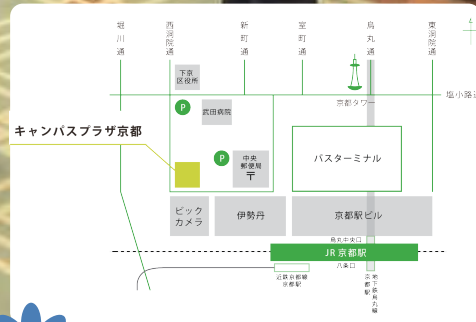 堀川通
西洞院通
新町通
室町通
烏丸通
東洞院通
下京
区役所
塩小路通
京都タワー
P
武田病院
キャンパスプラザ京都
P
中央
郵便局
〒
バスターミナル
ビック
カメラ
伊勢丹
京都駅ビル
烏丸中央口
JR 京都駅
八条口
近鉄京都線
京都駅
地下鉄烏丸線
京都駅